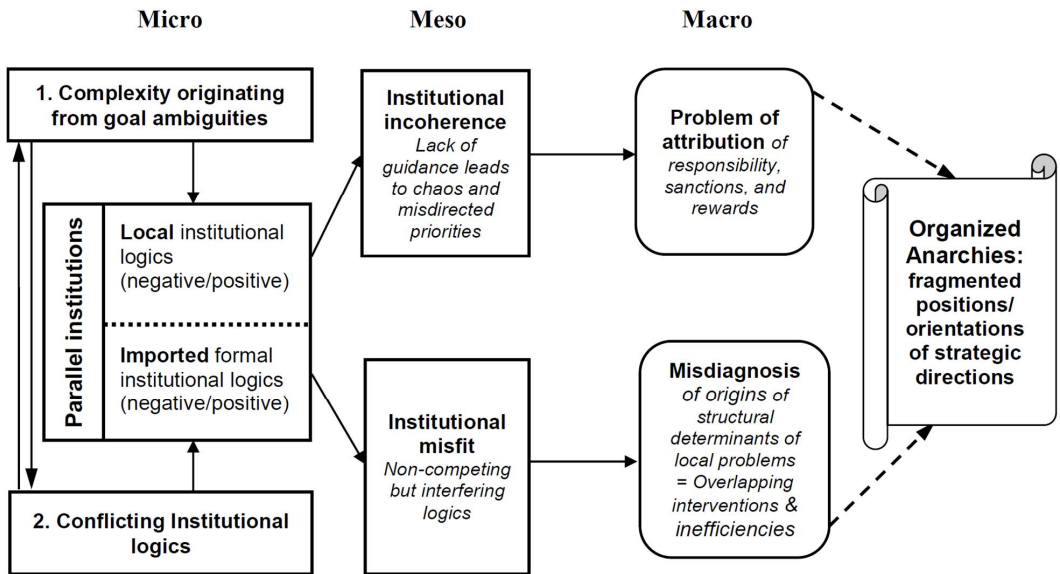 Micro
Meso
Macro
1. Complexity originating
from goal ambiguities
Parallel institutions
Local institutional
logics
(negative/positive)
Imported formal
institutional logics
(negative/positive)
2. Conflicting Institutional
logics
Institutional
incoherence
Lack of
guidance leads
to chaos and
misdirected
priorities
Institutional
misfit
Non-competing
but interfering
logics
Problem of
attribution of
responsibility,
sanctions, and
rewards
Misdiagnosis
of origins of
structural
determinants of
local problems
= Overlapping
interventions &
inefficiencies
Organized
Anarchies:
fragmented
positions/
orientations
of strategic
directions